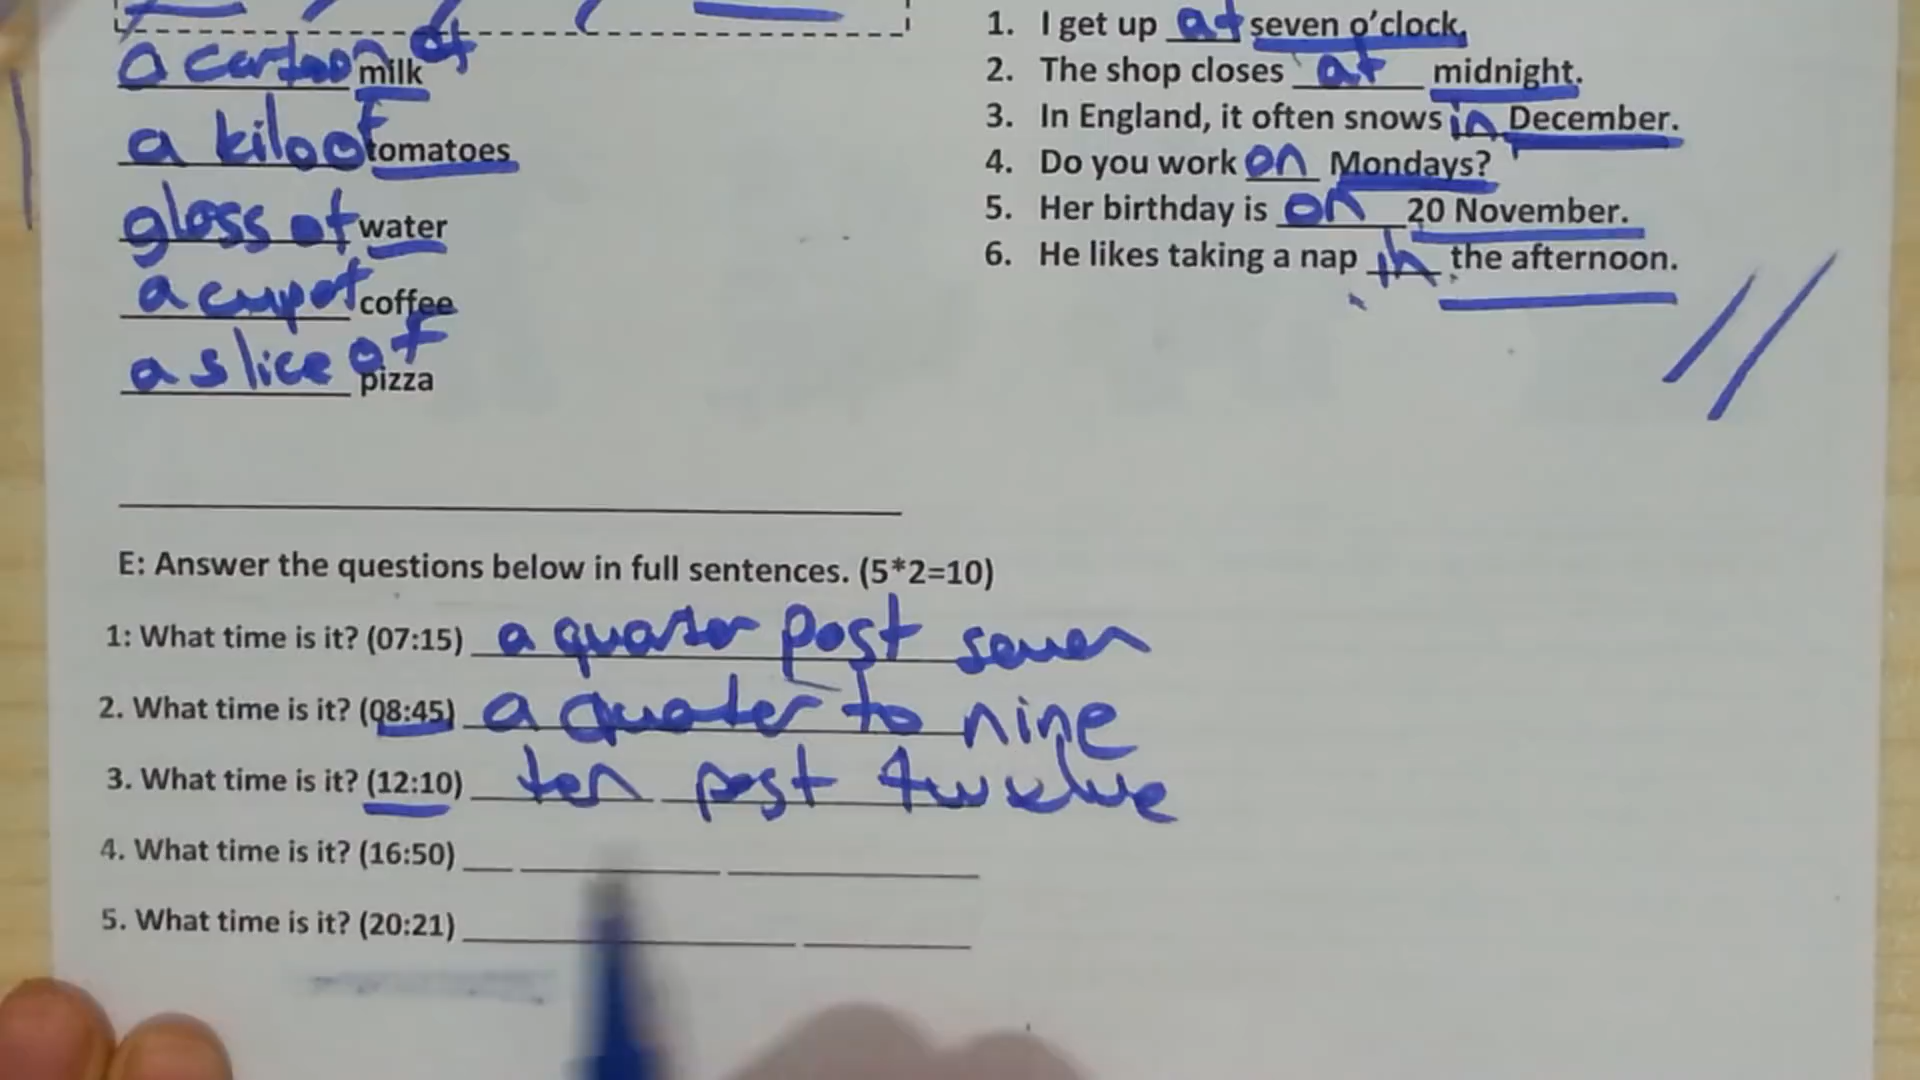 a cartoon of milk
a kilo of tomatoes
glass of water
a cup of coffee
a slice of pizza
1. I get up at seven o'clock.
2. The shop closes at midnight.
3. In England, it often snows in December.
4. Do you work on Mondays?
5. Her birthday is on 20 November.
6. He likes taking a nap in the afternoon.
E: Answer the questions below in full sentences. (5*2=10)
1: What time is it? (07:15) a quarter past seven
2. What time is it? (08:45) a quater to nine
3. What time is it? (12:10) ten past twelve
4. What time is it? (16:50)
5. What time is it? (20:21)